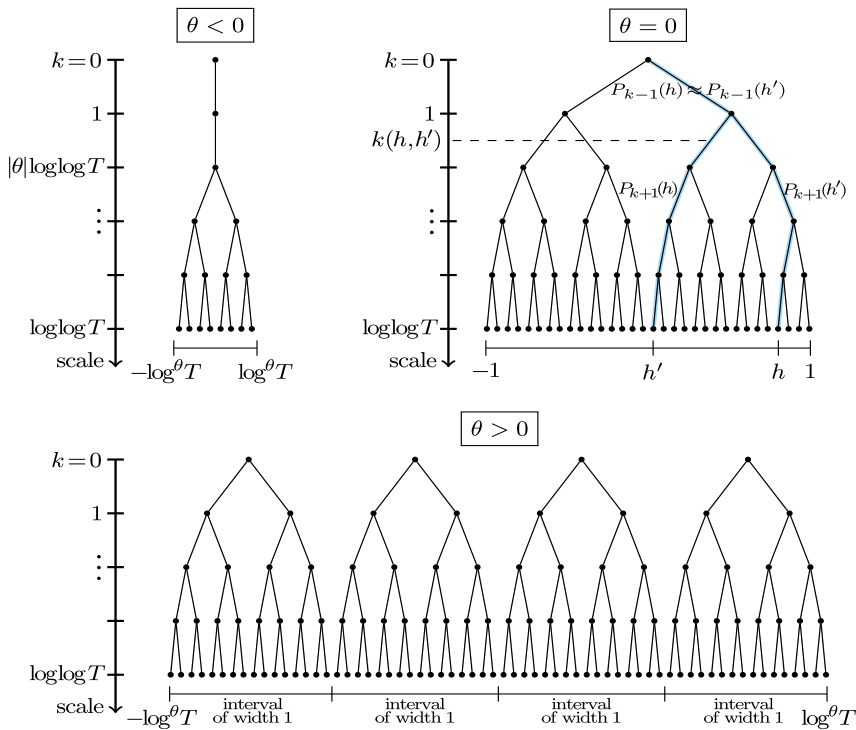 θ < 0
k = 0
1
|θ| log log T
⋮
log log T
scale
−log^θ T
log^θ T
θ = 0
k = 0
1
k(h, h′)
⋮
log log T
scale
P_{k−1}(h) ≈ P_{k−1}(h′)
P_{k+1}(h)
P_{k+1}(h′)
−1
h′
h
1
θ > 0
k = 0
1
⋮
log log T
scale
−log^θ T
interval
of width 1
interval
of width 1
interval
of width 1
interval
of width 1
log^θ T